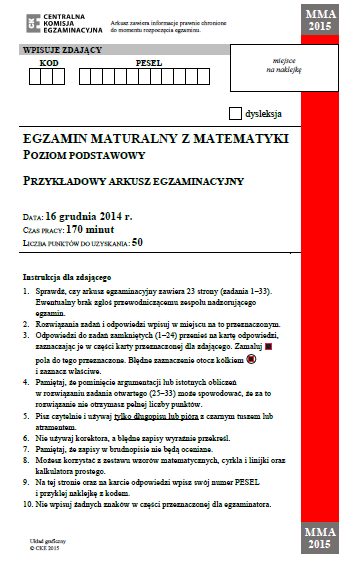 CKE
CENTRALNA
KOMISJA
EGZAMINACYJNA
Arkusz zawiera informacje prawnie chronione
do momentu rozpoczęcia egzaminu.
MMA
2015
WPISUJE ZDAJĄCY
KOD
PESEL
miejsce
na naklejkę
dysleksja
EGZAMIN MATURALNY Z MATEMATYKI
POZIOM PODSTAWOWY
PRZYKŁADOWY ARKUSZ EGZAMINACYJNY
DATA: 16 grudnia 2014 r.
CZAS PRACY: 170 minut
LICZBA PUNKTÓW DO UZYSKANIA: 50
Instrukcja dla zdającego
1. Sprawdź, czy arkusz egzaminacyjny zawiera 23 strony (zadania 1–33).
Ewentualny brak zgłoś przewodniczącemu zespołu nadzorującego
egzamin.
2. Rozwiązania zadań i odpowiedzi wpisuj w miejscu na to przeznaczonym.
3. Odpowiedzi do zadań zamkniętych (1–24) przenieś na kartę odpowiedzi,
zaznaczając je w części karty przeznaczonej dla zdającego. Zamaluj
pola do tego przeznaczone. Błędne zaznaczenie otocz kółkiem
i zaznacz właściwe.
4. Pamiętaj, że pominięcie argumentacji lub istotnych obliczeń
w rozwiązaniu zadania otwartego (25–33) może spowodować, że za to
rozwiązanie nie otrzymasz pełnej liczby punktów.
5. Pisz czytelnie i używaj tylko długopisu lub pióra z czarnym tuszem lub
atramentem.
6. Nie używaj korektora, a błędne zapisy wyraźnie przekreśl.
7. Pamiętaj, że zapisy w brudnopisie nie będą oceniane.
8. Możesz korzystać z zestawu wzorów matematycznych, cyrkla i linijki oraz
kalkulatora prostego.
9. Na tej stronie oraz na karcie odpowiedzi wpisz swój numer PESEL
i przyklej naklejkę z kodem.
10. Nie wpisuj żadnych znaków w części przeznaczonej dla egzaminatora.
Układ graficzny
© CKE 2015
MMA
2015